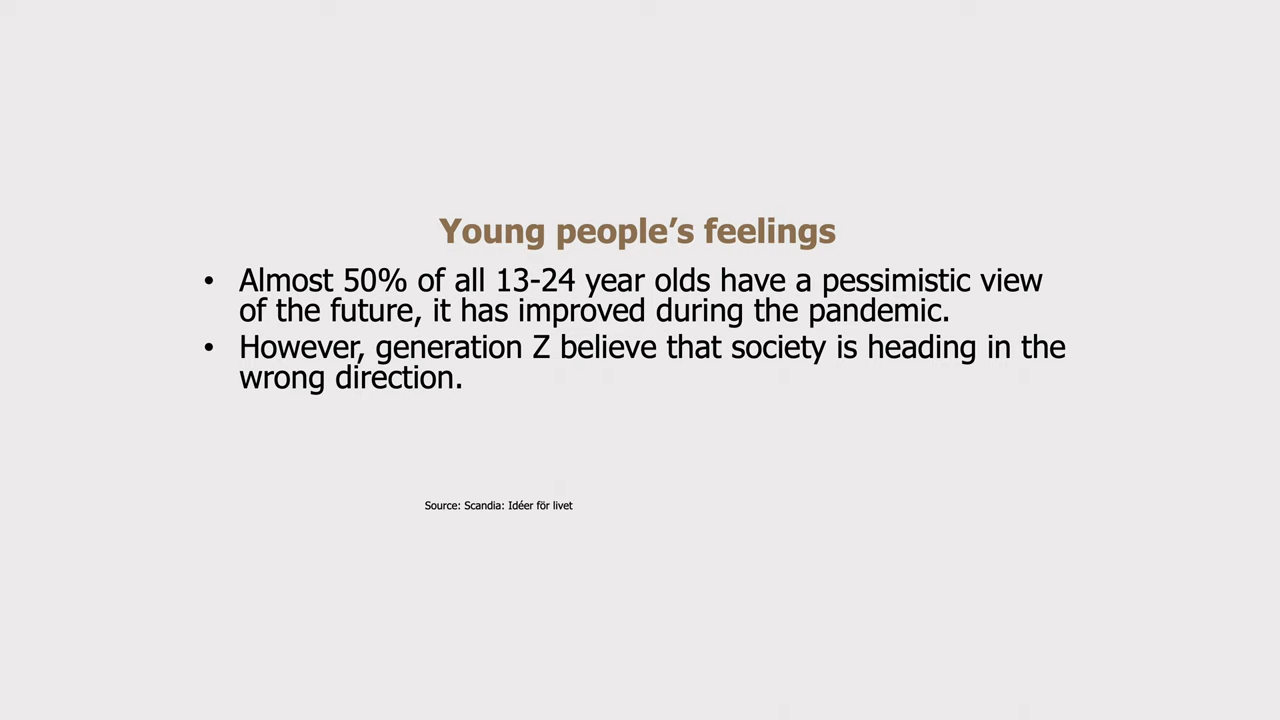 Young people’s feelings
• Almost 50% of all 13-24 year olds have a pessimistic view
of the future, it has improved during the pandemic.
• However, generation Z believe that society is heading in the
wrong direction.
Source: Scandia: Idéer för livet